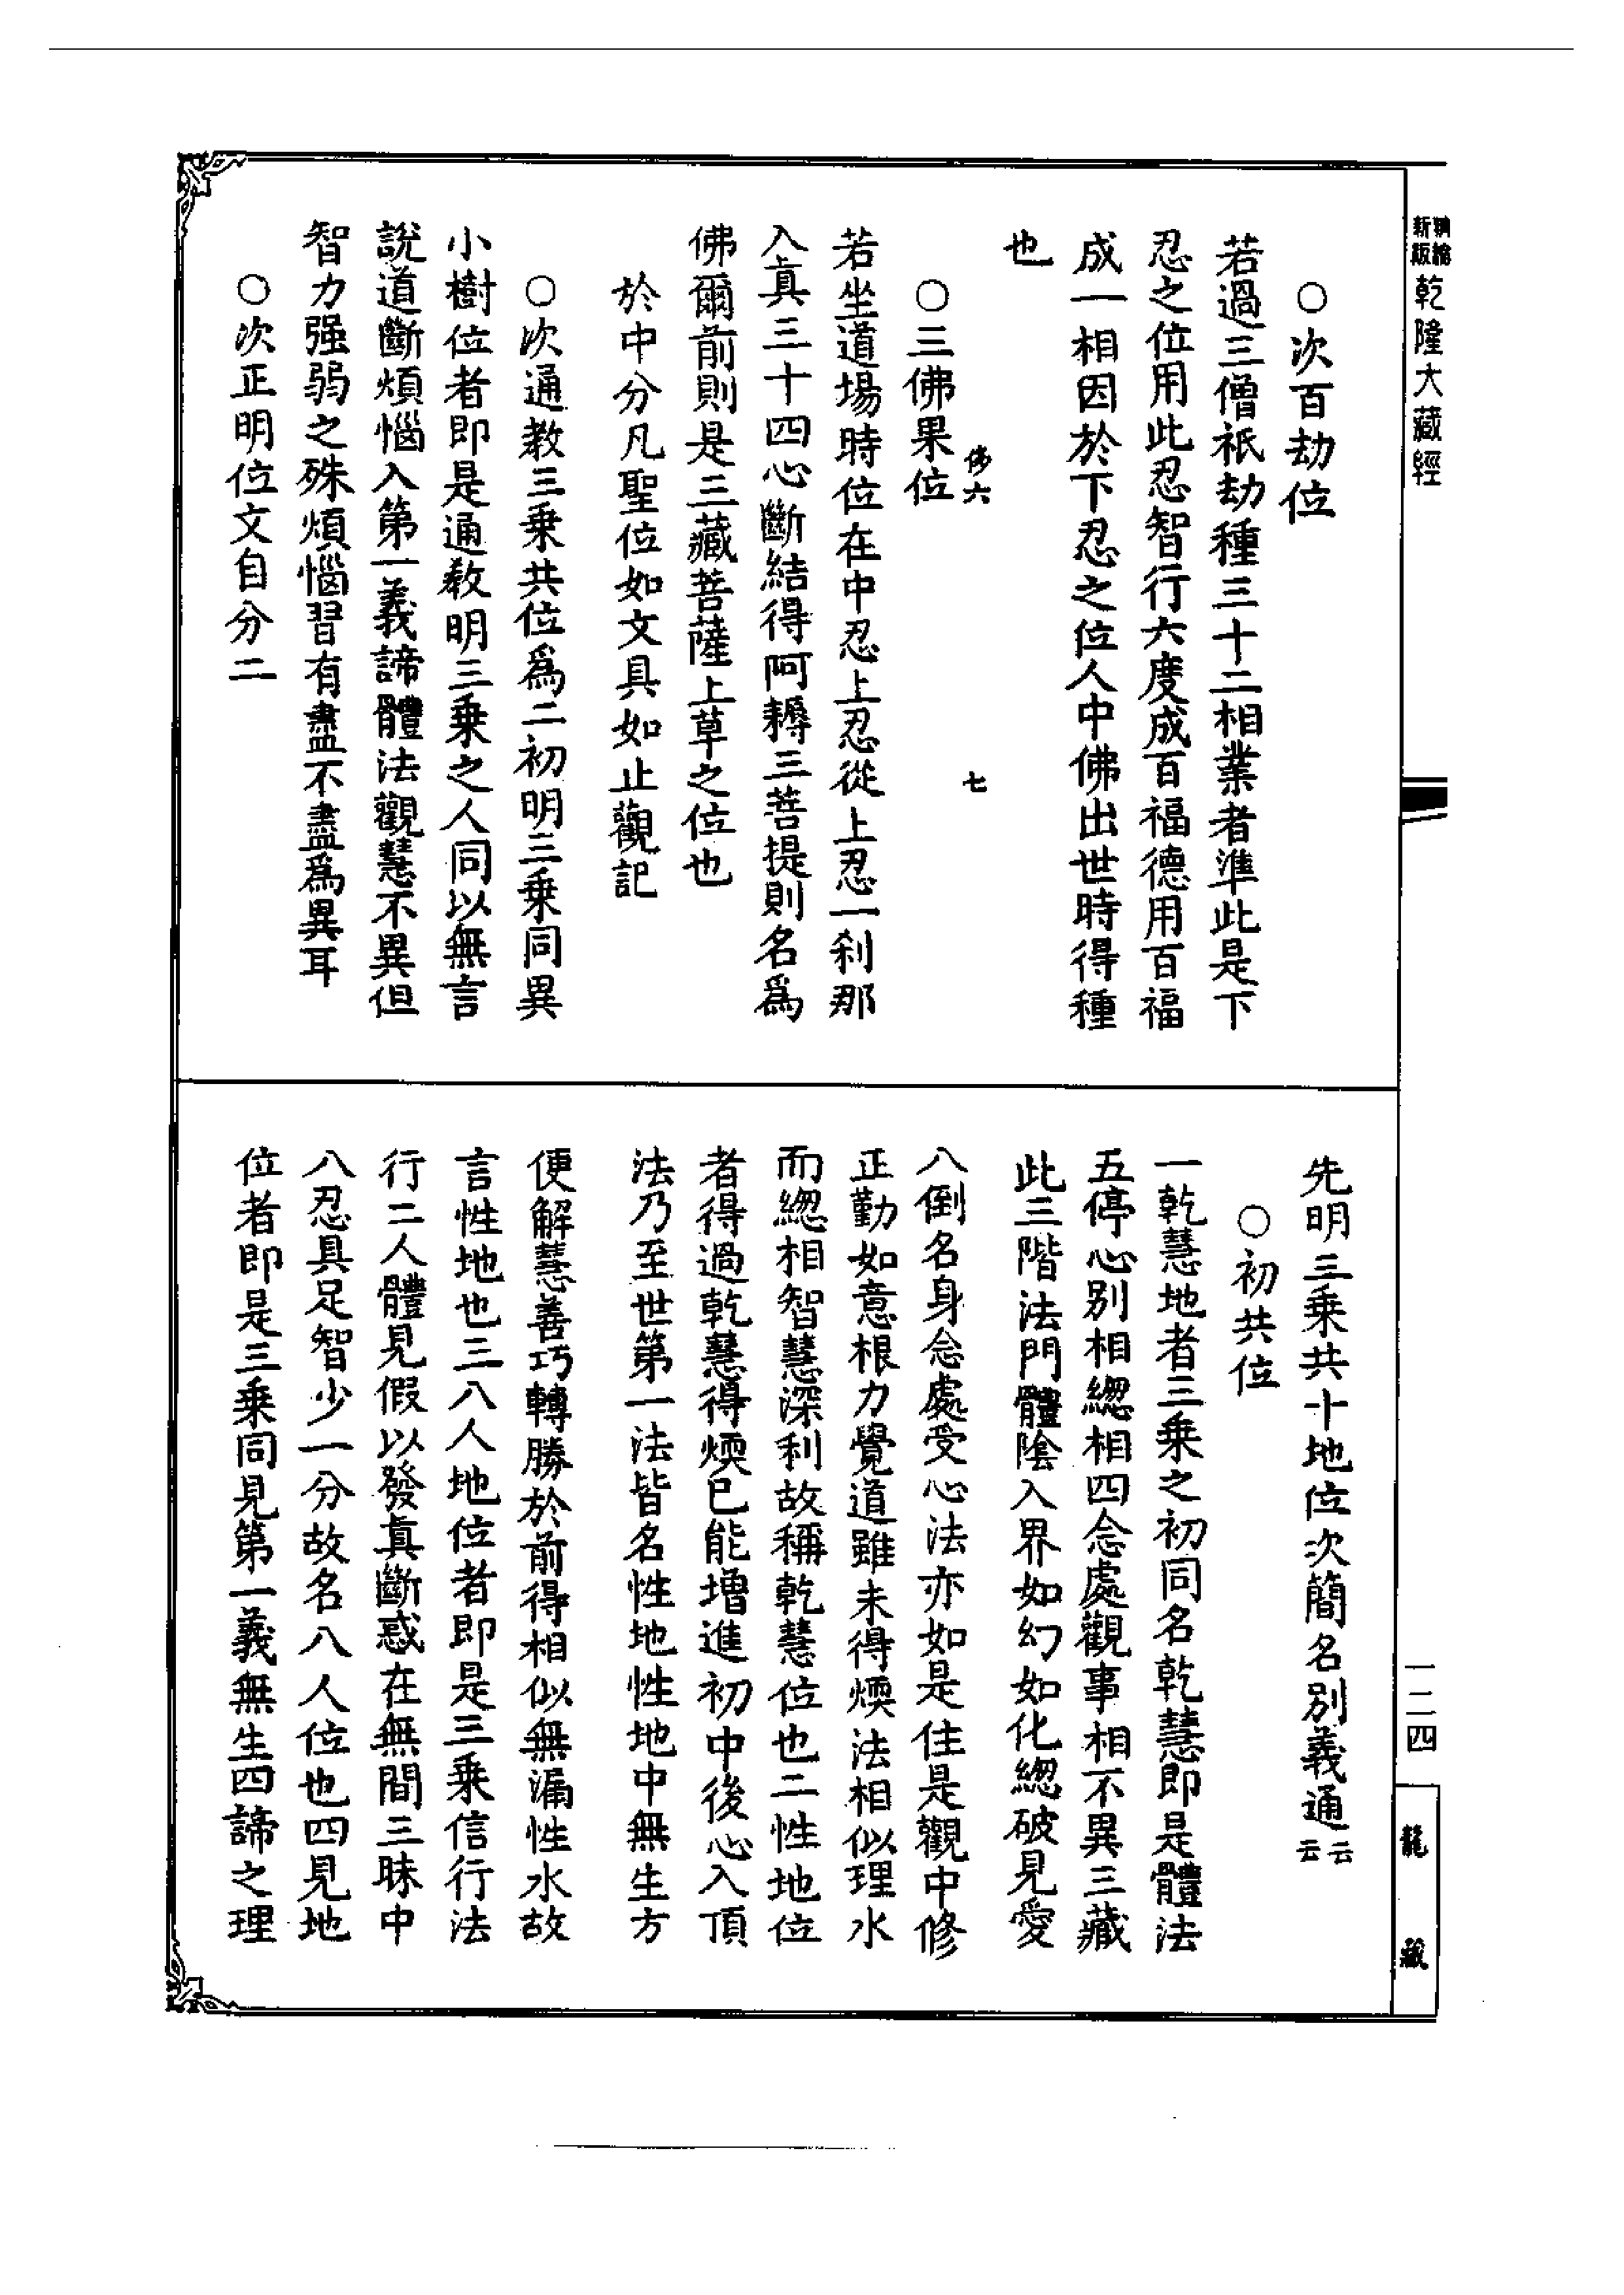 新版
乾隆大藏經
○次百劫位
若過三僧祇劫種三十二相業者準此是下
忍之位用此忍智行六度成百福德用百福
成一相因於下忍之位人中佛出世時得種
也
七
○三佛果位
若坐道場時位在中忍上忍從上忍一刹那
入真三十四心斷結得阿耨三菩提則名爲
佛爾前則是三藏菩薩上草之位也
於中分凡聖位如文具如止觀記
○次通教三乗共位爲二初明三乗同異
小樹位者即是通教明三乗之人同以無言
說道斷煩惱入第一義諦體法觀慧不異但
智力强弱之殊煩惱習有盡不盡爲異耳
○次正明位文自分二
先明三乗共十地位次簡名別義通云云
○初共位
一乾慧地者三乗之初同名乾慧即是體法
五停心別相緫相四念處觀事相不異三藏
此三階法門體陰入界如幻如化緫破見愛
八倒名身念處受心法亦如是住是觀中修
正勤如意根力覺道雖未得煗法相似理水
而緫相智慧深利故稱乾慧位也二性地位
者得過乾慧得煗已能增進初中後心入頂
法乃至世第一法皆名性地性地中無生方
便解慧善巧轉勝於前得相似無漏性水故
言性地也三八人地位者即是三乗信行法
行二人體見假以發真斷惑在無間三昧中
八忍具足智少一分故名八人位也四見地
位者即是三乗同見第一義無生四諦之理
一二四
龍藏